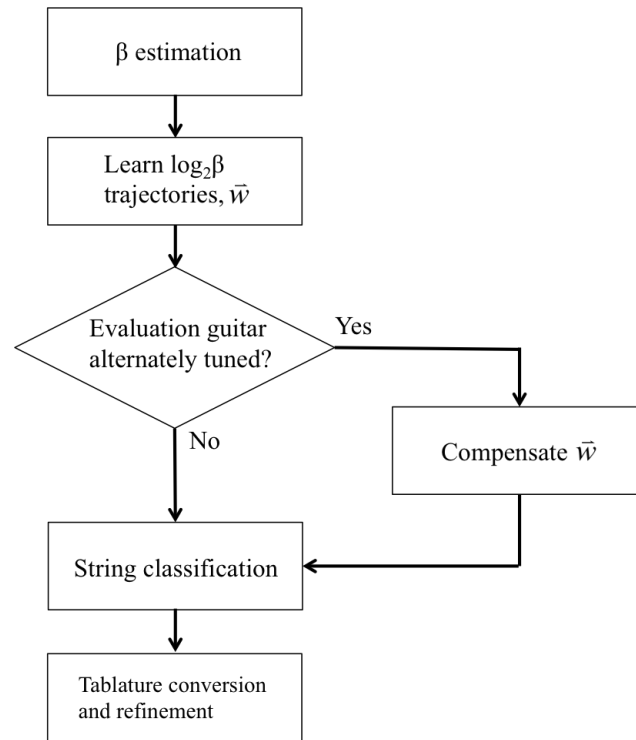 β estimation
Learn log₂β
trajectories, w⃗
Evaluation guitar
alternately tuned?
Yes
No
Compensate w⃗
String classification
Tablature conversion
and refinement